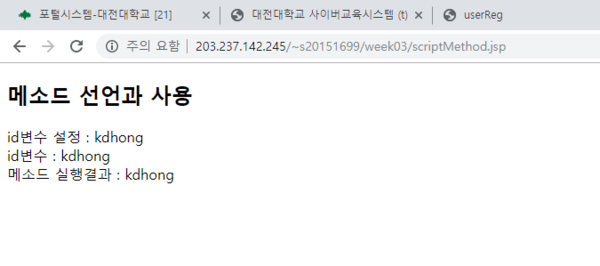 포털시스템-대전대학교 [21]
대전대학교 사이버교육시스템 (t)
userReg
주의 요함
203.237.142.245/~s20151699/week03/scriptMethod.jsp
메소드 선언과 사용
id변수 설정 : kdhong
id변수 : kdhong
메소드 실행결과 : kdhong